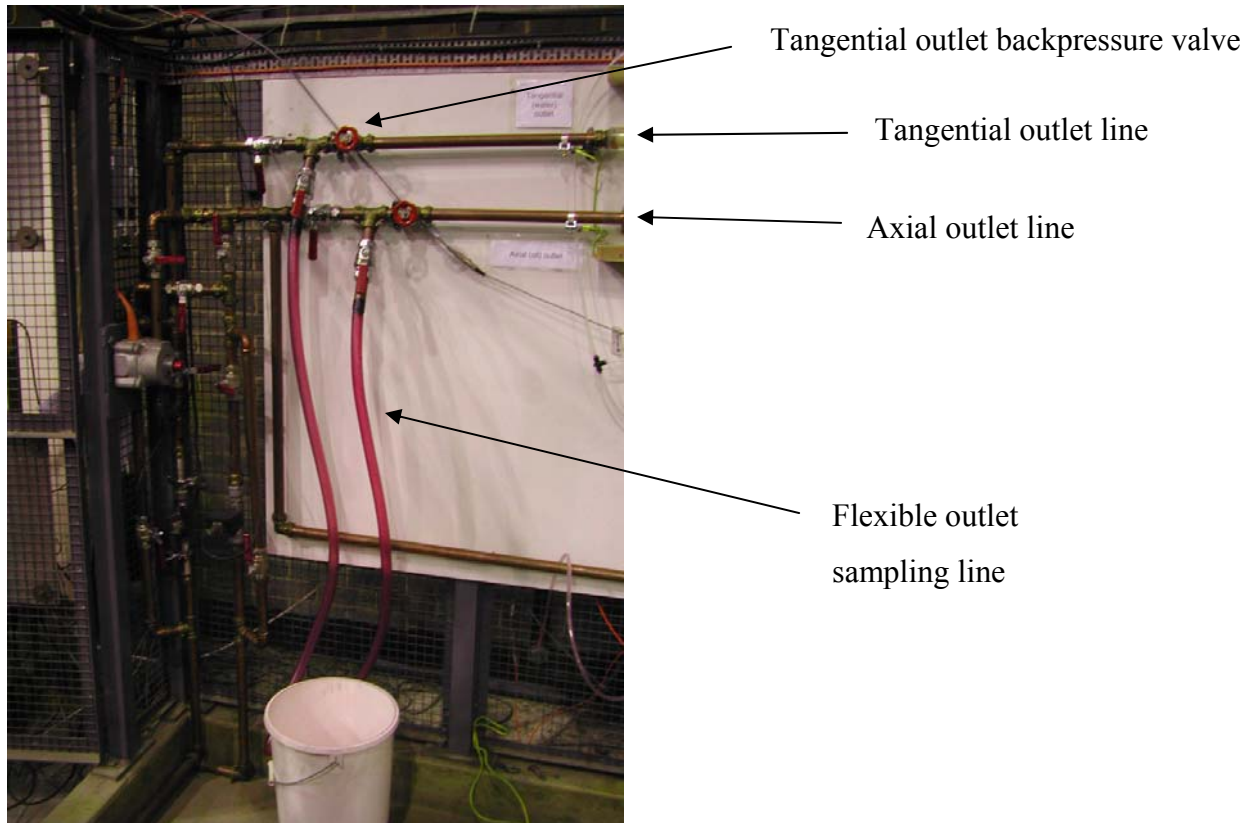 Tangential outlet backpressure valve
Tangential
(water)
outlet
Tangential outlet line
Axial outlet line
Axial (oil) outlet
Flexible outlet
sampling line